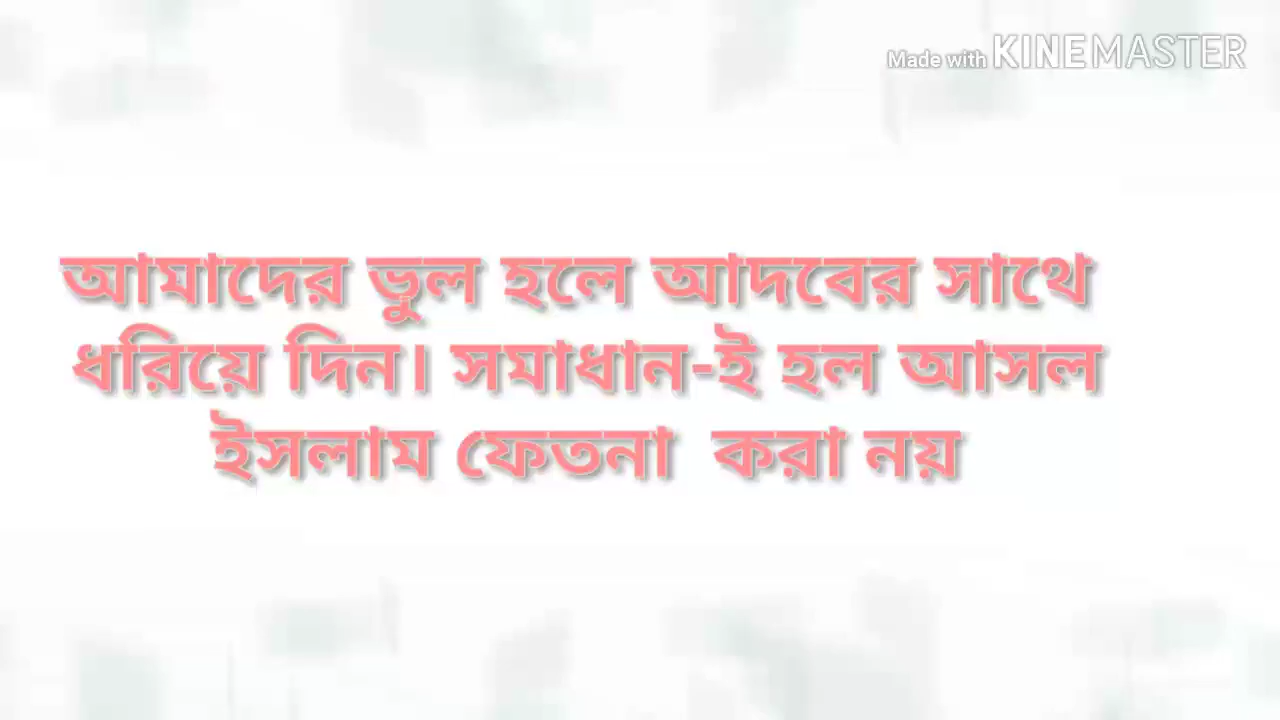 Made with KINEMASTER
আমাদের ভুল হলে আদবের সাথে
ধরিয়ে দিন। সমাধান-ই হল আসল
ইসলাম ফেতনা করা নয়